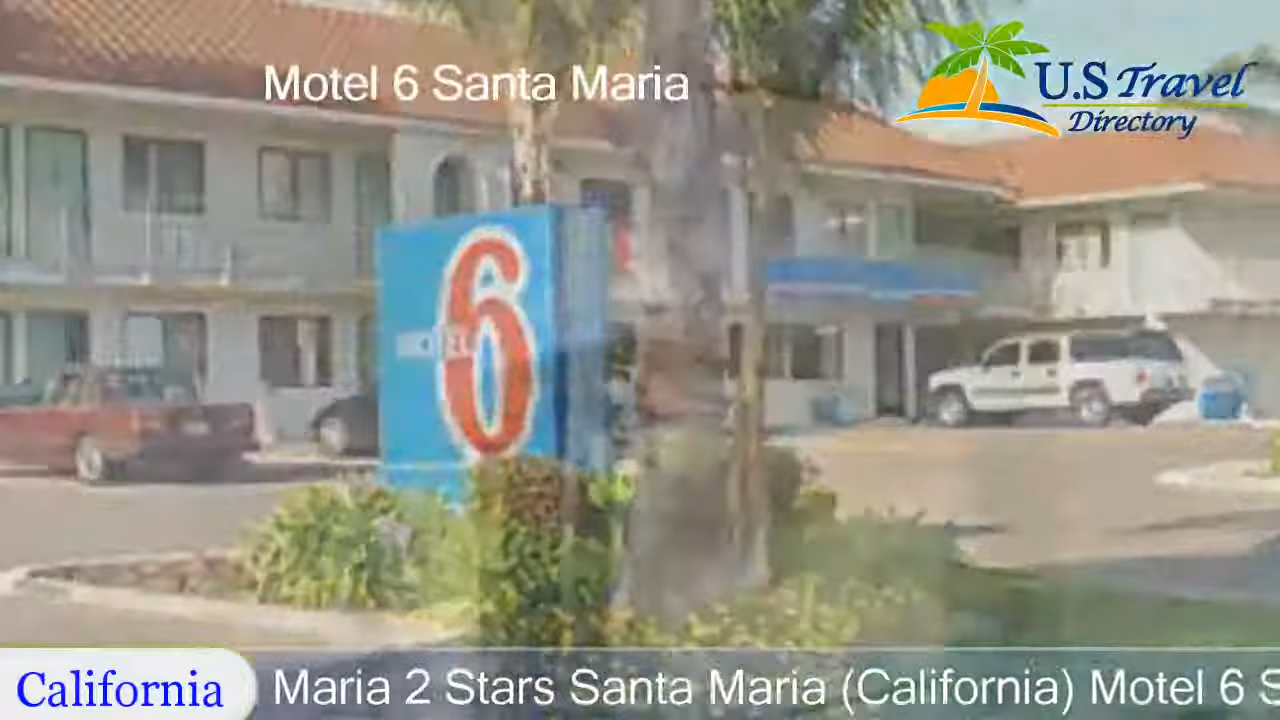 Motel 6 Santa Maria
U.S Travel
Directory
6
California
Maria 2 Stars Santa Maria (California) Motel 6 S